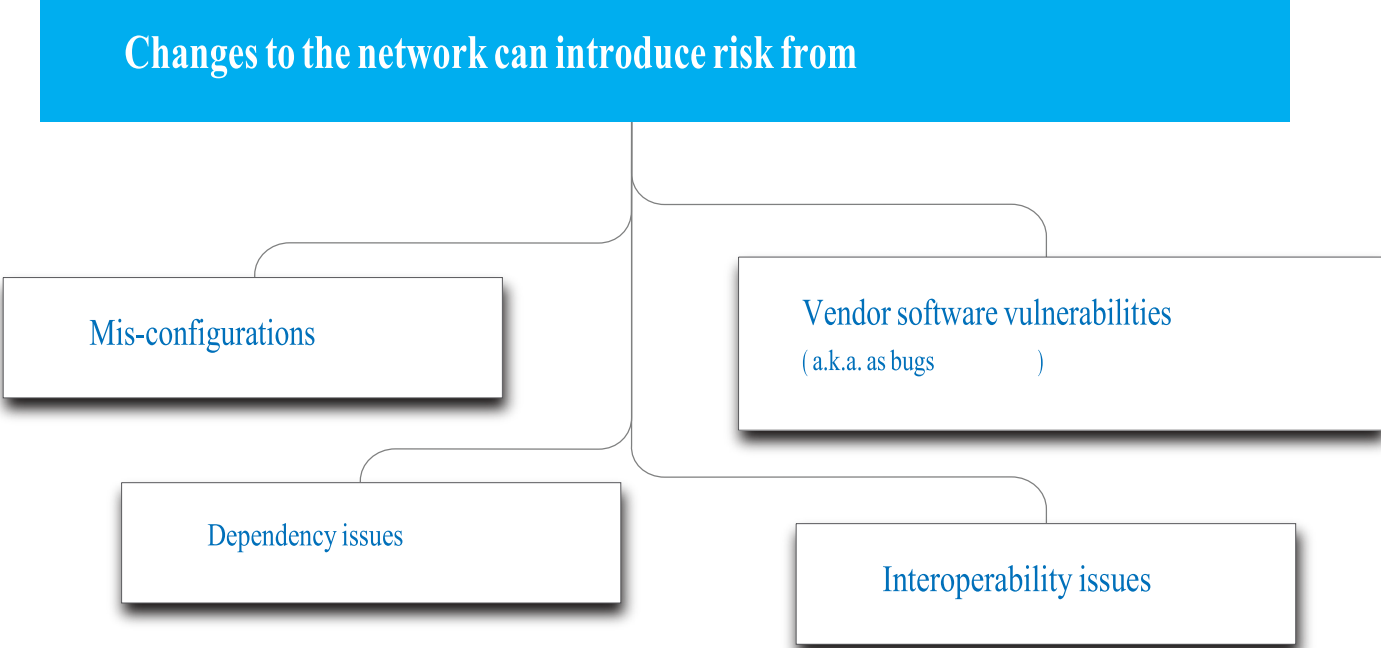 Changes to the network can introduce risk from
Mis-configurations
Vendor software vulnerabilities
( a.k.a. as bugs )
Dependency issues
Interoperability issues